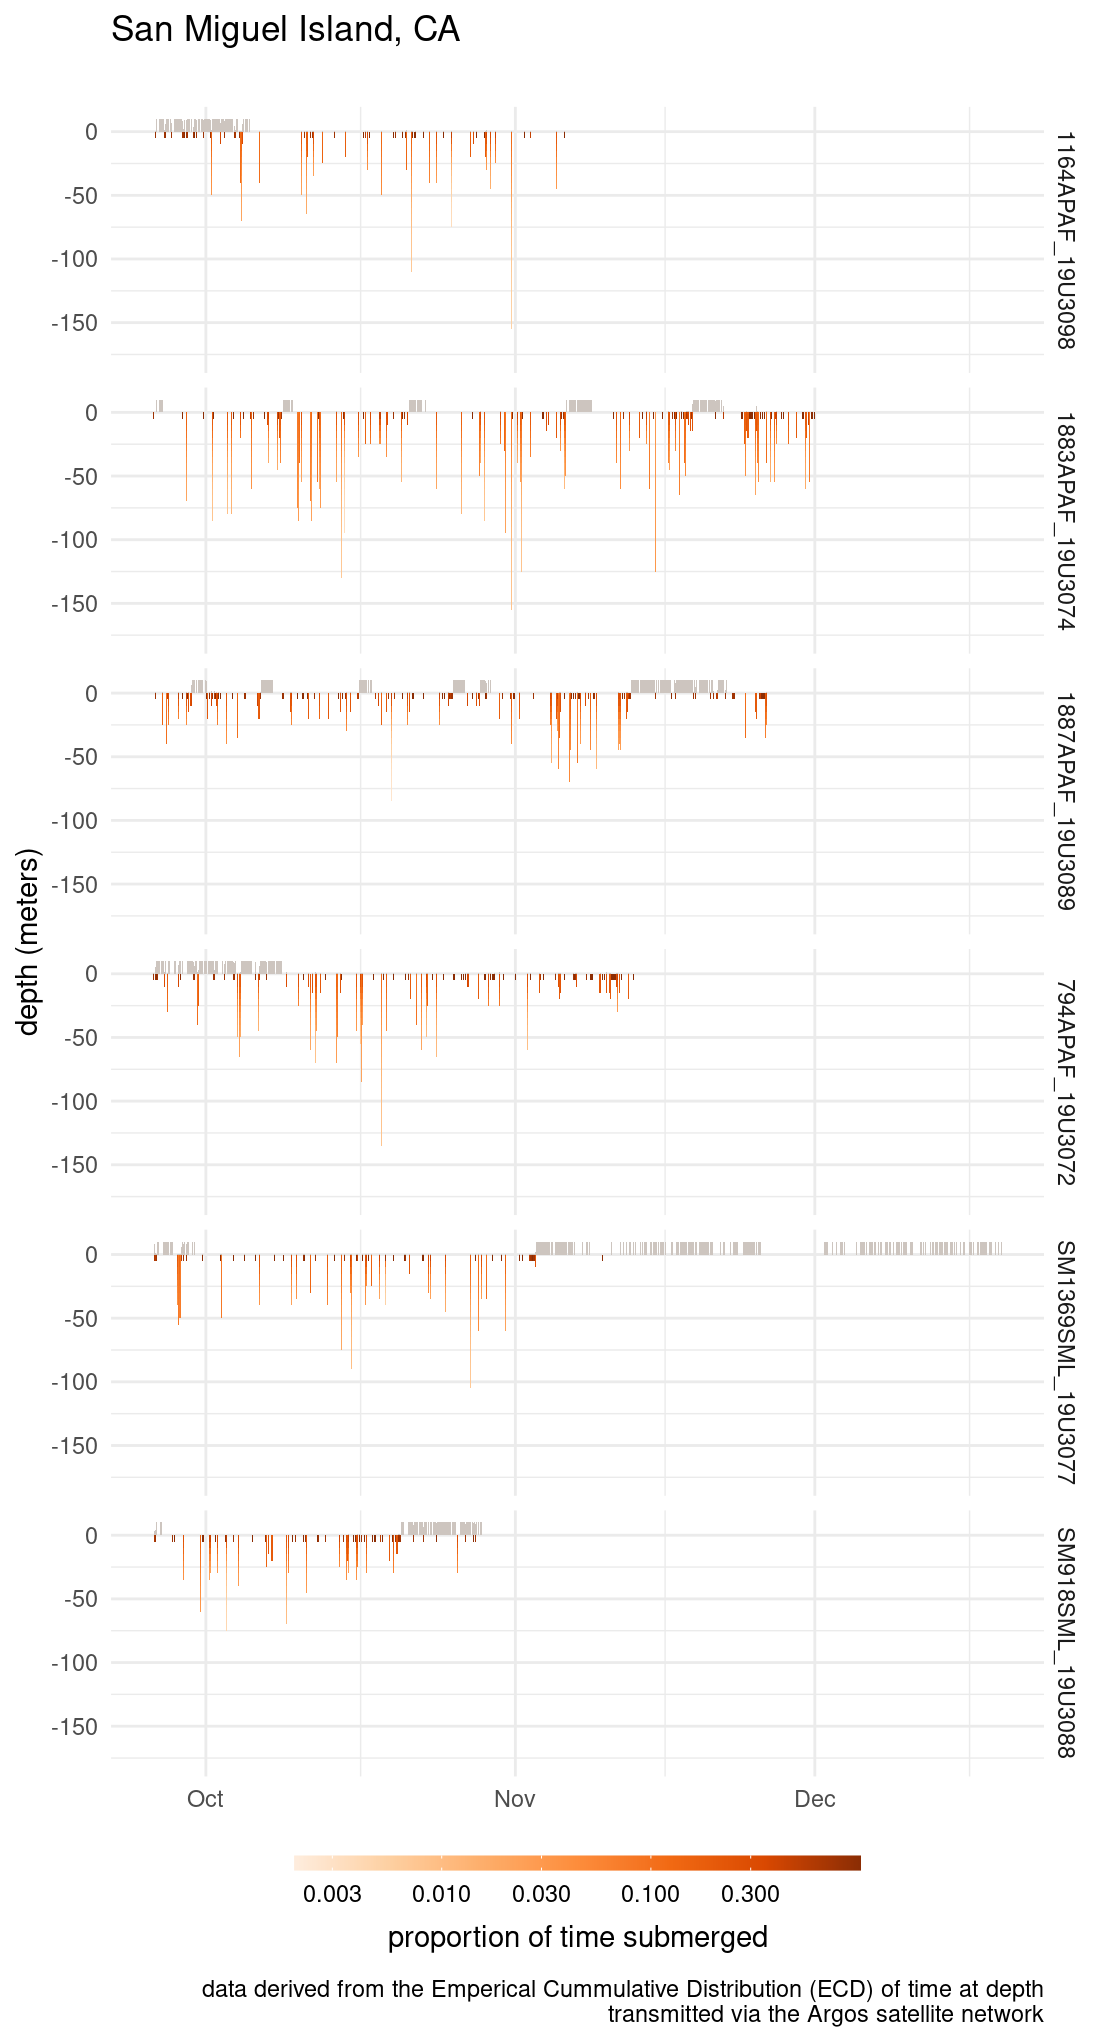 San Miguel Island, CA
0
-50
-100
-150
1164APAF_19U3098
0
-50
-100
-150
1883APAF_19U3074
0
-50
-100
-150
1887APAF_19U3089
depth (meters)
0
-50
-100
-150
794APAF_19U3072
0
-50
-100
-150
SM1369SML_19U3077
0
-50
-100
-150
SM918SML_19U3088
Oct Nov Dec
0.003 0.010 0.030 0.100 0.300
proportion of time submerged
data derived from the Emperical Cummulative Distribution (ECD) of time at depth
transmitted via the Argos satellite network